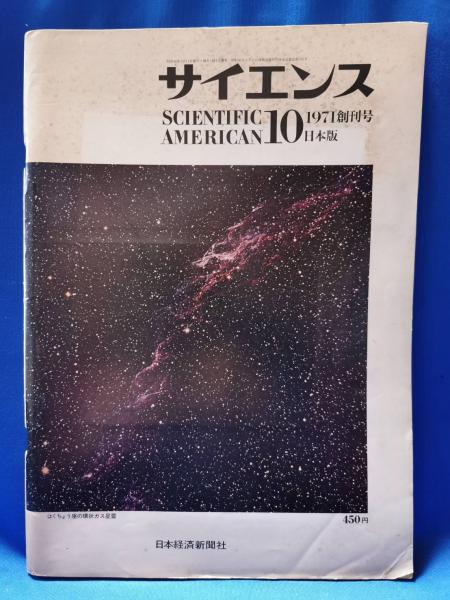 サイエンス
SCIENTIFIC
AMERICAN
10
1971創刊号
日本版
はくちょう座の環状ガス星雲
450円
日本経済新聞社